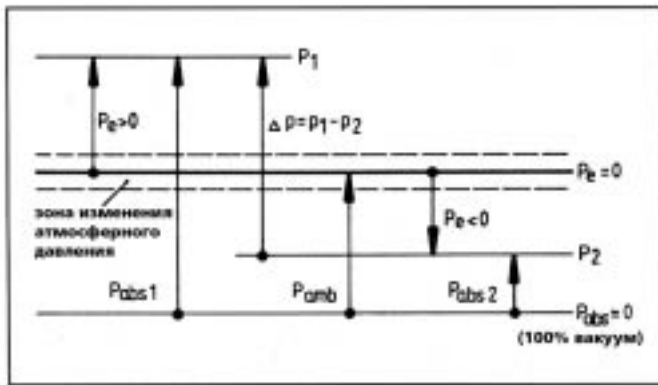 P1
Pe>0
Δ p=p1-p2
Pe=0
зона изменения
атмосферного
давления
Pe<0
P2
Pabs1
Pamb
Pabs2
Pabs=0
(100% вакуум)